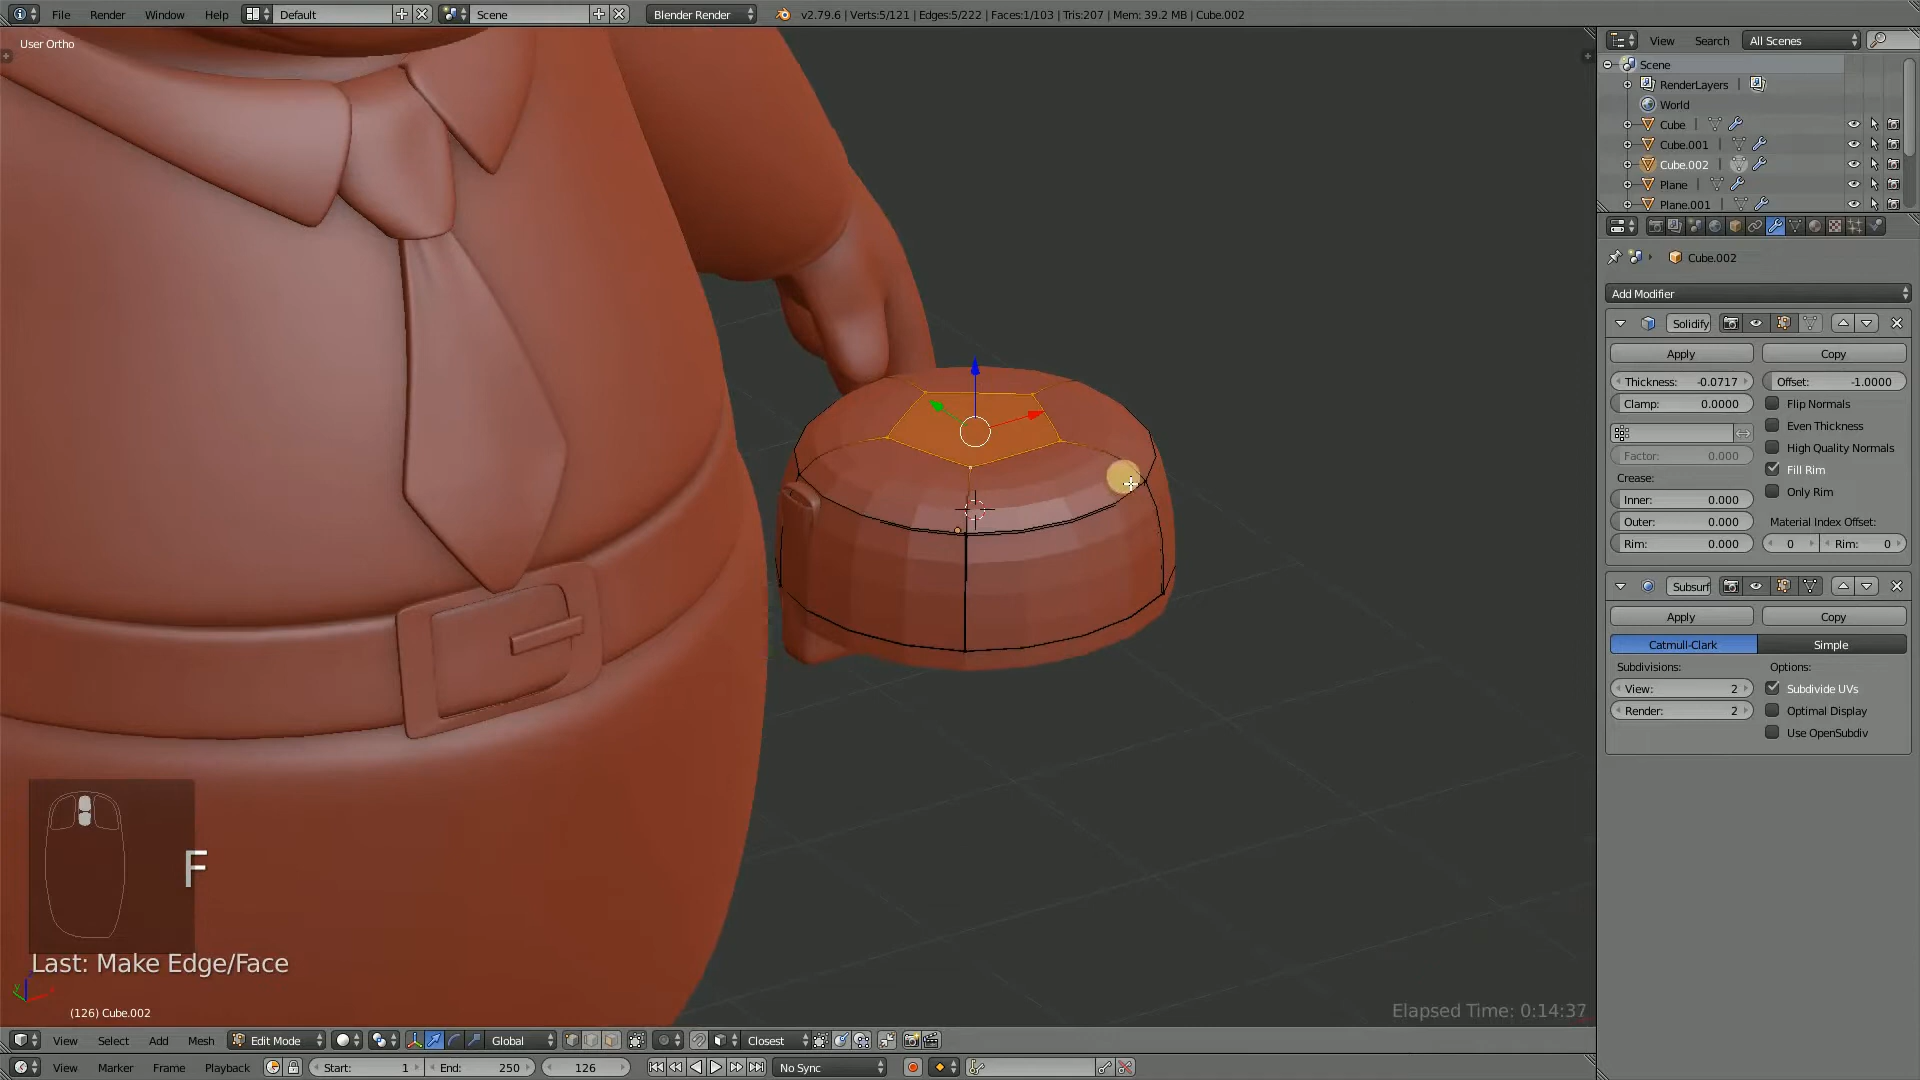 File Render Window Help Default Scene Blender Render v2.79.6 | Verts:5/121 | Edges:5/222 | Faces:1/103 | Tris:207 | Mem: 39.2 MB | Cube.002
User Ortho
View Search All Scenes
Scene
RenderLayers
World
Cube
Cube.001
Cube.002
Plane
Plane.001
Cube.002
Add Modifier
Solidify
Apply Copy
Thickness: -0.0717 Offset: -1.0000
Clamp: 0.0000 Flip Normals
Even Thickness
Factor: 0.000 High Quality Normals
Crease: Fill Rim
Inner: 0.000 Only Rim
Outer: 0.000 Material Index Offset:
Rim: 0.000 0 Rim: 0
Subsurf
Apply Copy
Catmull-Clark Simple
Subdivisions: Options:
View: 2 Subdivide UVs
Render: 2 Optimal Display
Use OpenSubdiv
F
Last: Make Edge/Face
(126) Cube.002
Elapsed Time: 0:14:37
View Select Add Mesh Edit Mode Global Closest
View Marker Frame Playback Start: 1 End: 250 126 No Sync